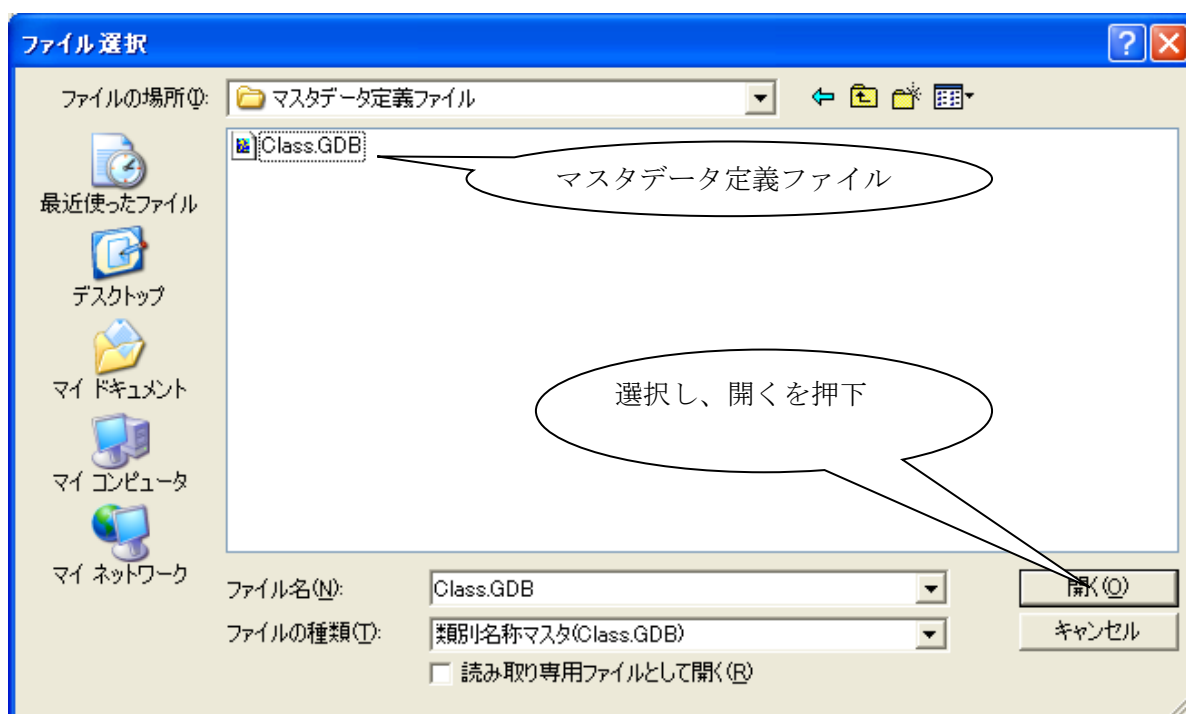 ファイル選択
ファイルの場所(I):
マスタデータ定義ファイル
Class.GDB
マスタデータ定義ファイル
最近使ったファイル
デスクトップ
マイ ドキュメント
選択し、開くを押下
マイ コンピュータ
マイ ネットワーク
ファイル名(N):
Class.GDB
開く(O)
ファイルの種類(T):
類別名称マスタ(Class.GDB)
キャンセル
読み取り専用ファイルとして開く(R)